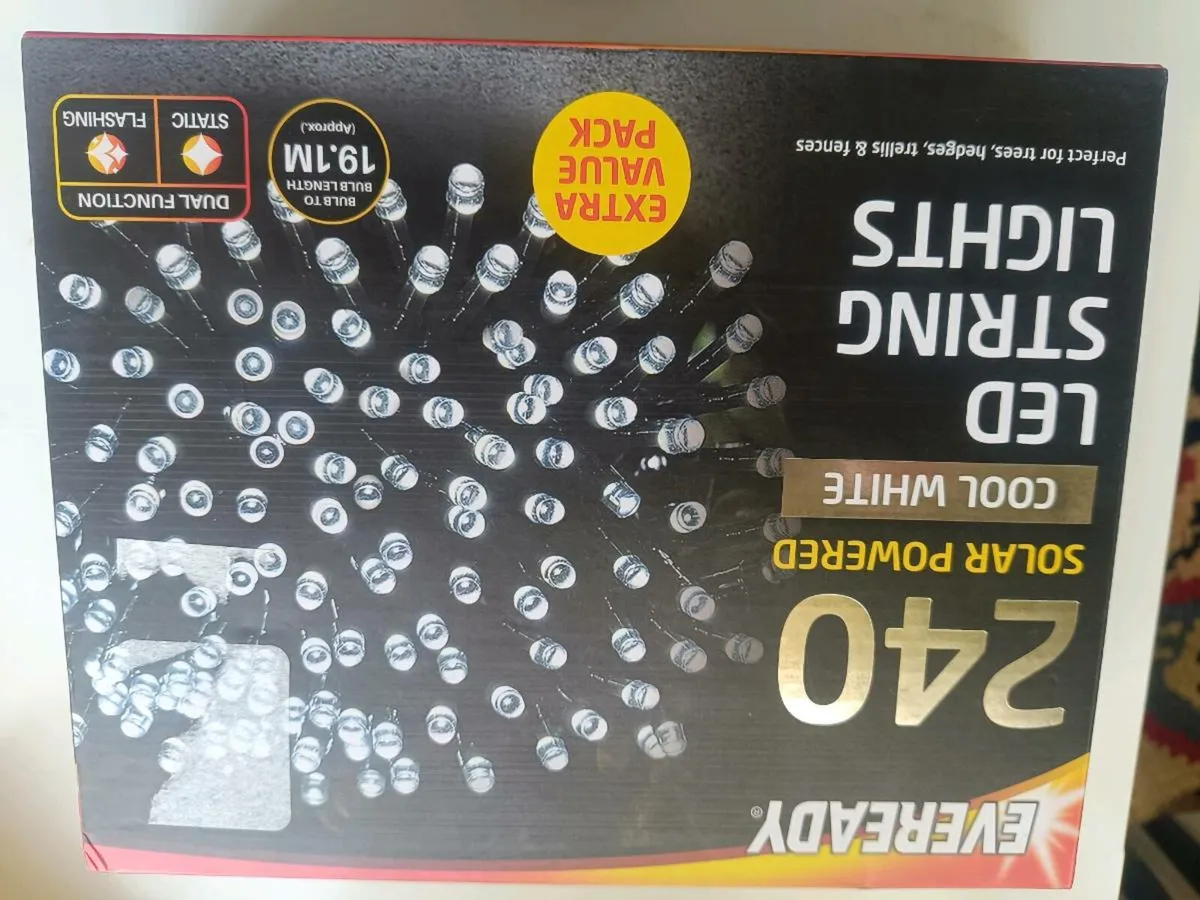 EVEREADY®
240
SOLAR POWERED
COOL WHITE
LED
STRING
LIGHTS
Perfect for trees, hedges, trellis & fences
EXTRA
VALUE
PACK
BULB TO
BULB LENGTH
19.1M
(Approx.)
DUAL FUNCTION
STATIC
FLASHING